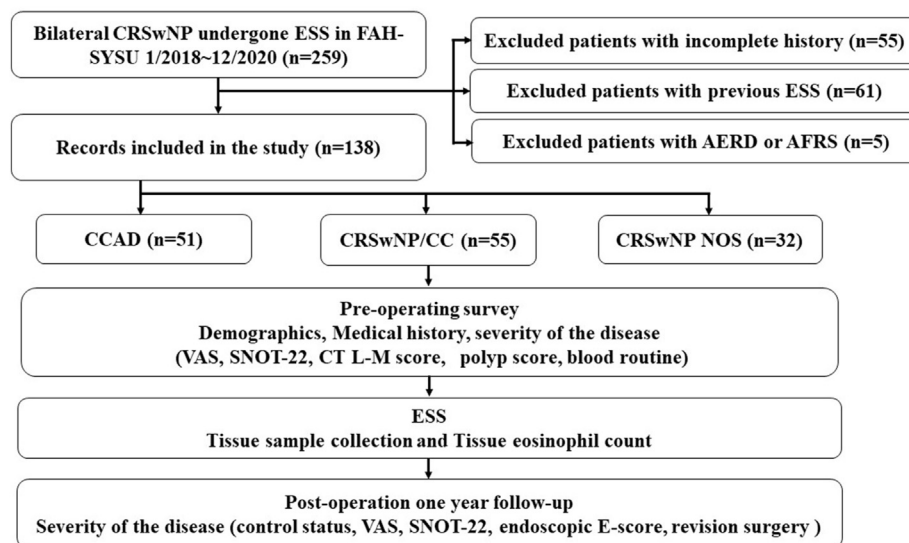 Bilateral CRSwNP undergone ESS in FAH-
SYSU 1/2018~12/2020 (n=259)
Excluded patients with incomplete history (n=55)
Excluded patients with previous ESS (n=61)
Excluded patients with AERD or AFRS (n=5)
Records included in the study (n=138)
CCAD (n=51)
CRSwNP/CC (n=55)
CRSwNP NOS (n=32)
Pre-operating survey
Demographics, Medical history, severity of the disease
(VAS, SNOT-22, CT L-M score, polyp score, blood routine)
ESS
Tissue sample collection and Tissue eosinophil count
Post-operation one year follow-up
Severity of the disease (control status, VAS, SNOT-22, endoscopic E-score, revision surgery )